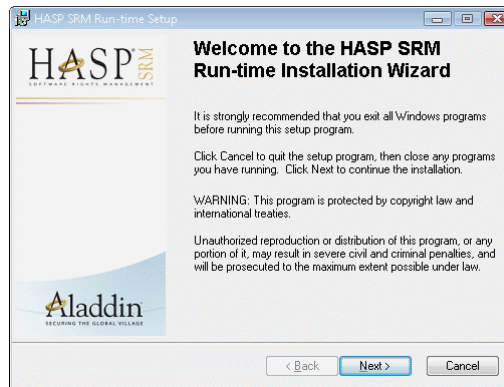 HASP SRM Run-time Setup
HASP SRM
SOFTWARE RIGHTS MANAGEMENT
Welcome to the HASP SRM
Run-time Installation Wizard
It is strongly recommended that you exit all Windows programs
before running this setup program.
Click Cancel to quit the setup program, then close any programs
you have running. Click Next to continue the installation.
WARNING: This program is protected by copyright law and
international treaties.
Unauthorized reproduction or distribution of this program, or any
portion of it, may result in severe civil and criminal penalties, and
will be prosecuted to the maximum extent possible under law.
Aladdin
SECURING THE GLOBAL VILLAGE
< Back
Next >
Cancel